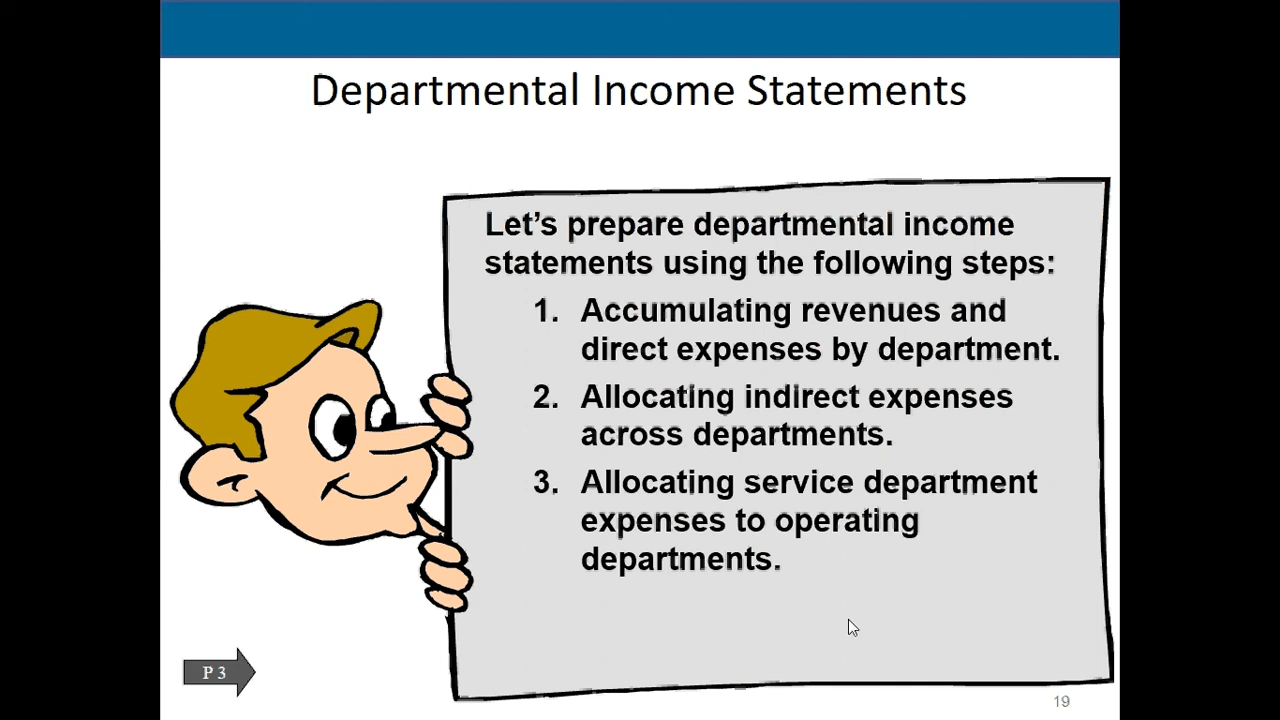 Departmental Income Statements
Let’s prepare departmental income
statements using the following steps:
1. Accumulating revenues and
direct expenses by department.
2. Allocating indirect expenses
across departments.
3. Allocating service department
expenses to operating
departments.
P 3
19